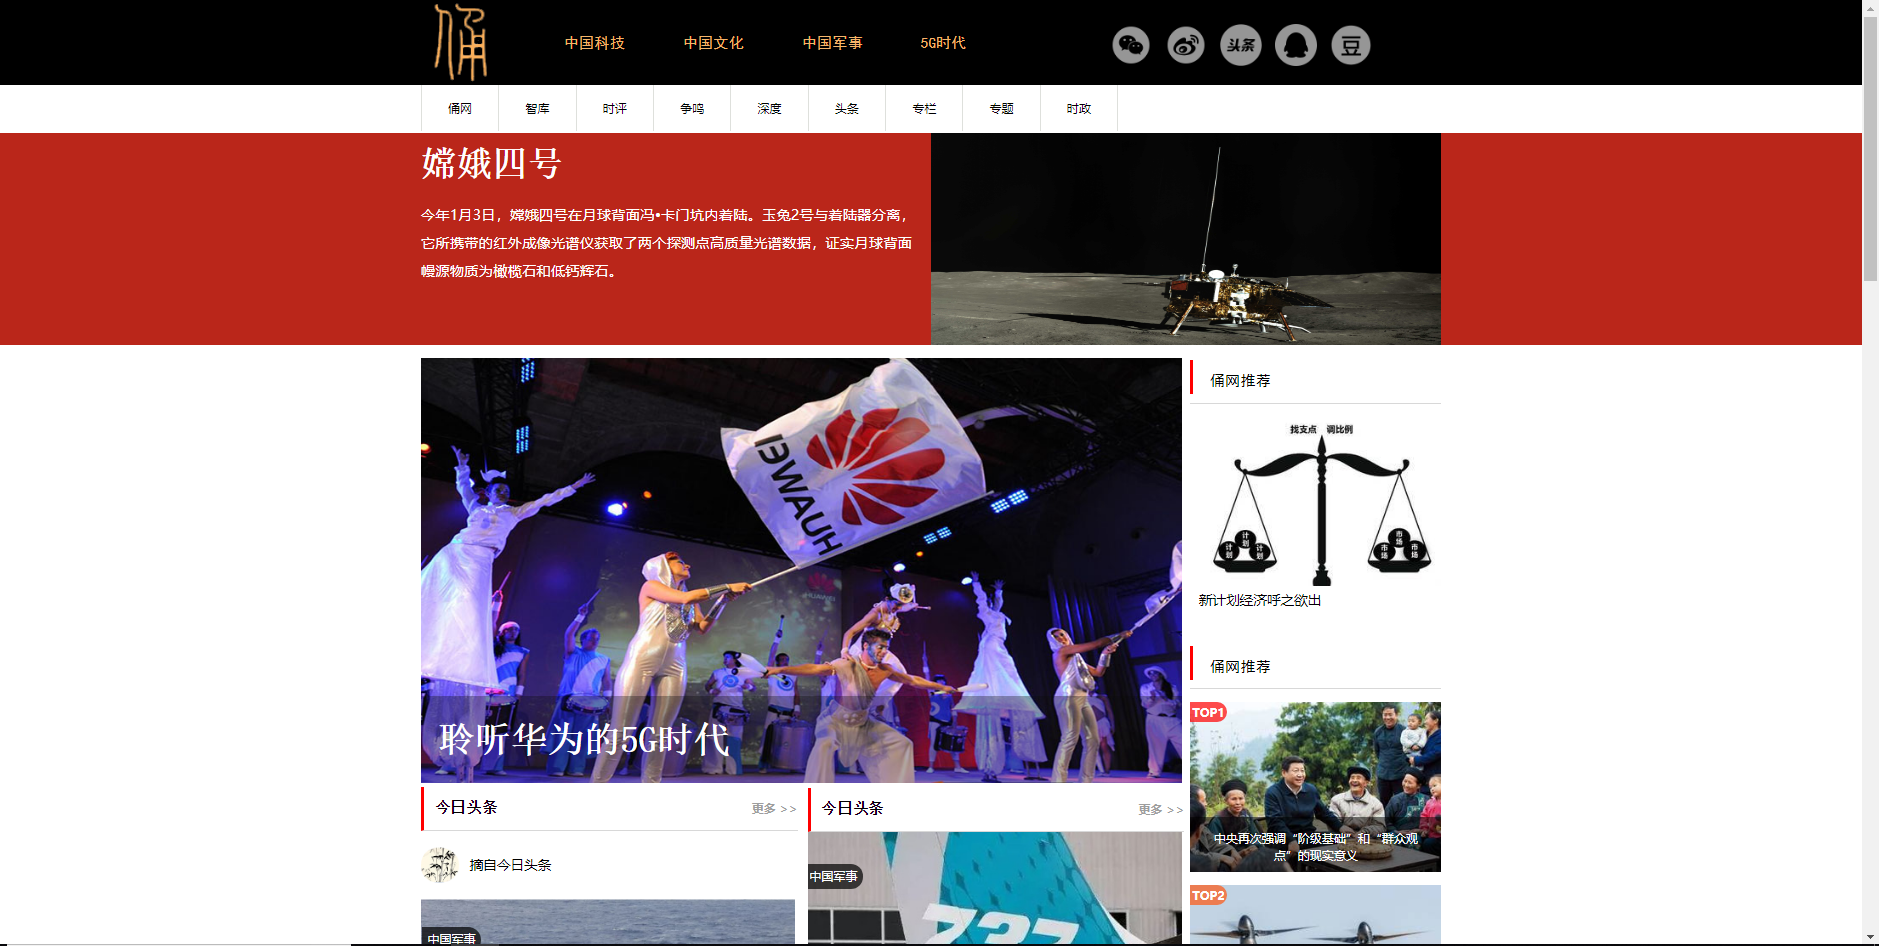 俑
中国科技
中国文化
中国军事
5G时代
头条
豆
俑网
智库
时评
争鸣
深度
头条
专栏
专题
时政
嫦娥四号
今年1月3日，嫦娥四号在月球背面冯•卡门坑内着陆。玉兔2号与着陆器分离，
它所携带的红外成像光谱仪获取了两个探测点高质量光谱数据，证实月球背面
幔源物质为橄榄石和低钙辉石。
HUAWEI
聆听华为的5G时代
俑网推荐
找支点 调比例
计划
计划
计划
市场
市场
市场
新计划经济呼之欲出
俑网推荐
TOP1
中央再次强调“阶级基础”和“群众观
点”的现实意义
TOP2
今日头条
更多 >>
摘自今日头条
中国军事
今日头条
更多 >>
中国军事
737